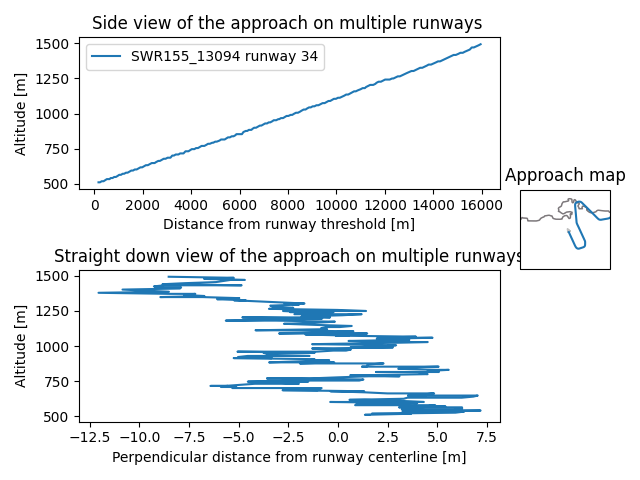 Side view of the approach on multiple runways
1500
1250
1000
750
500
Altitude [m]
SWR155_13094 runway 34
0 2000 4000 6000 8000 10000 12000 14000 16000
Distance from runway threshold [m]
Approach map
Straight down view of the approach on multiple runways
1500
1250
1000
750
500
Altitude [m]
−12.5 −10.0 −7.5 −5.0 −2.5 0.0 2.5 5.0 7.5
Perpendicular distance from runway centerline [m]